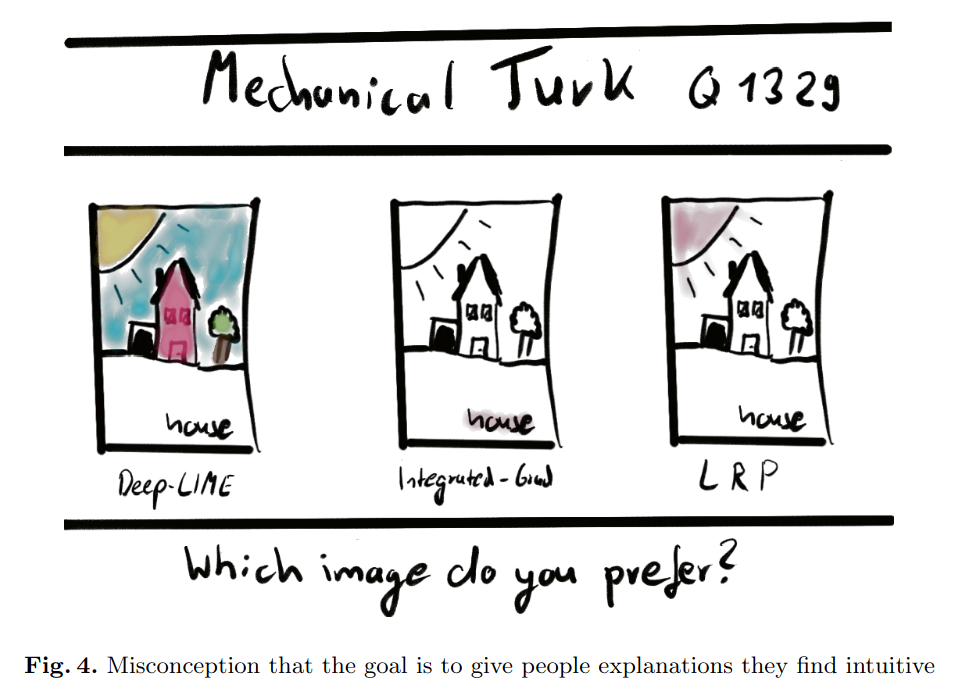 Mechanical Turk Q1329
house
house
house
Deep-LIME
Integrated-Grad
LRP
Which image do you prefer?
Fig. 4. Misconception that the goal is to give people explanations they find intuitive